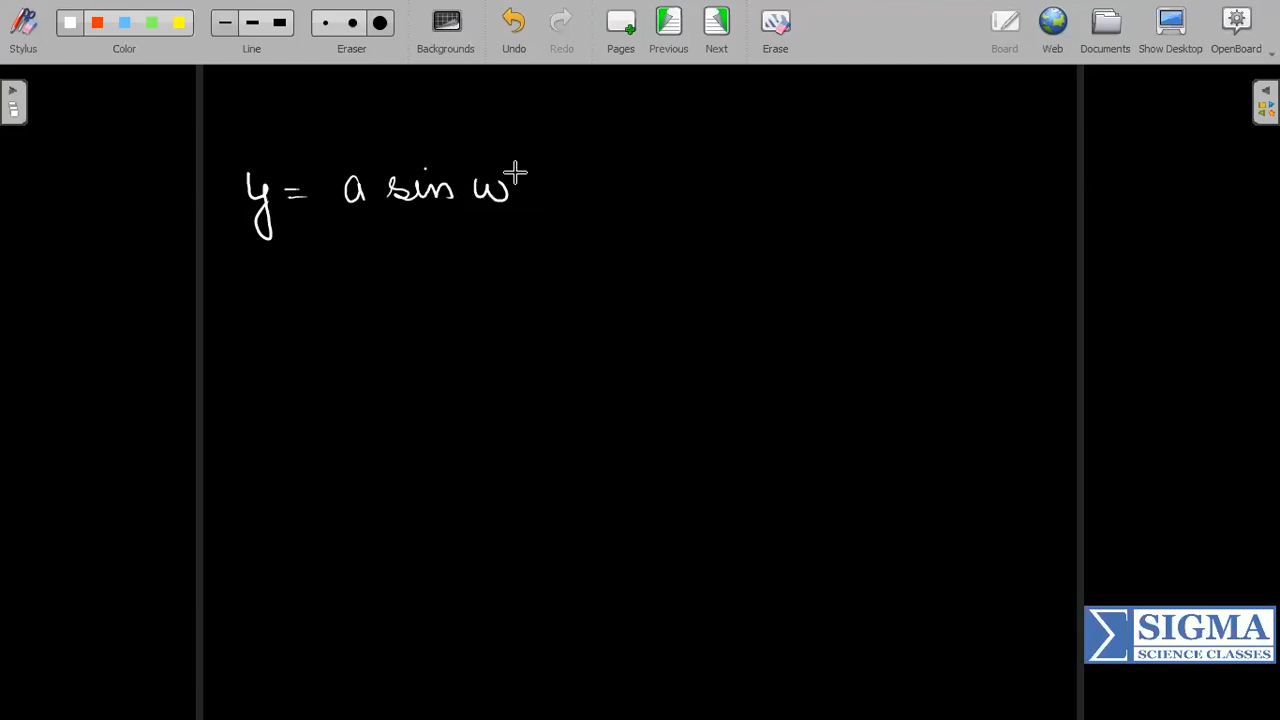 Stylus Color Line Eraser Backgrounds Undo Redo Pages Previous Next Erase Board Web Documents Show Desktop OpenBoard
y = a sin ω
SIGMA
SCIENCE CLASSES